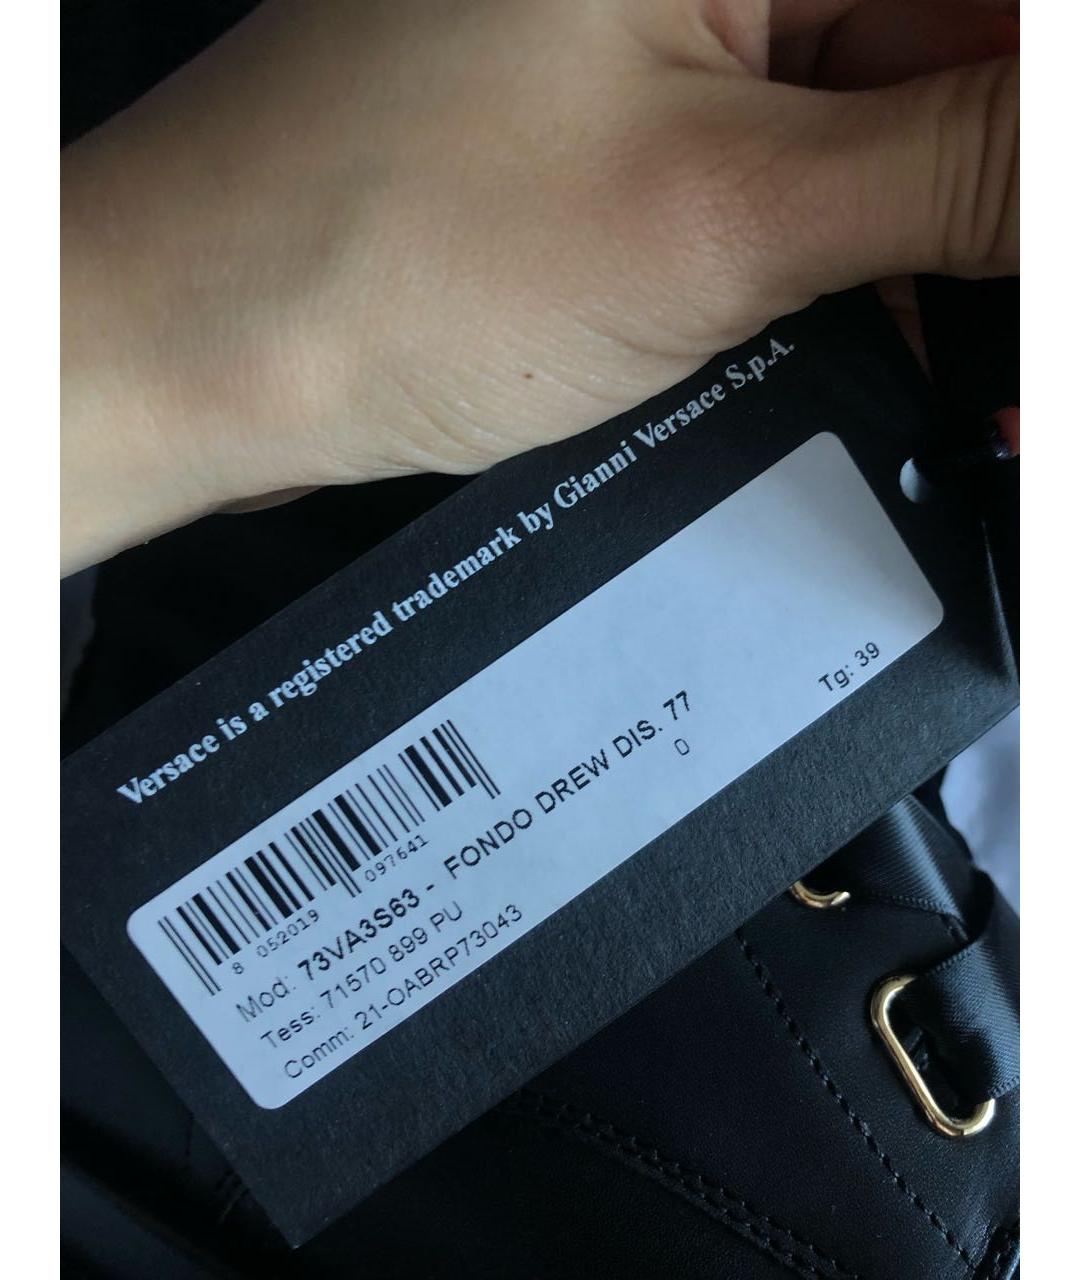 Versace is a registered trademark by Gianni Versace S.p.A.
8 052019 097641
Mod: 73VA3S63 - FONDO DREW DIS. 77
Tess: 71570 899 PU 0
Comm: 21-OABRP73043 Tg: 39